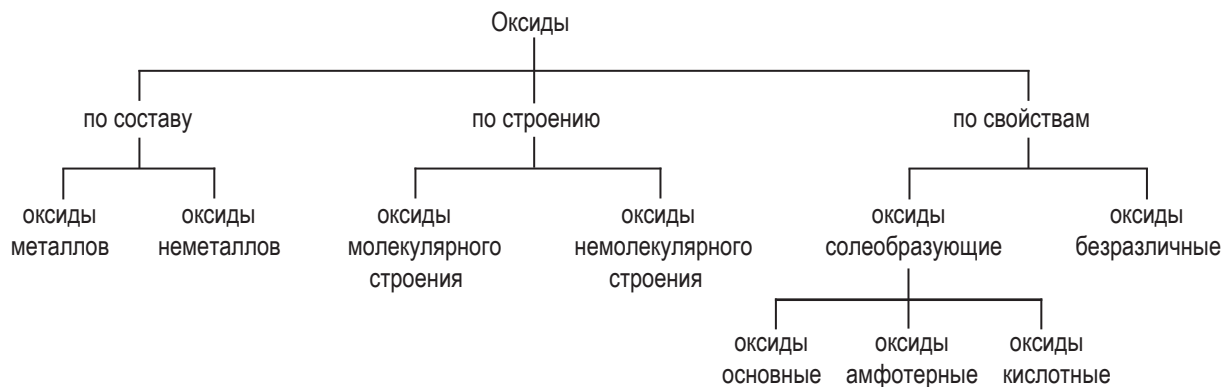 Оксиды
по составу
по строению
по свойствам
оксиды
металлов
оксиды
неметаллов
оксиды
молекулярного
строения
оксиды
немолекулярного
строения
оксиды
солеобразующие
оксиды
безразличные
оксиды
основные
оксиды
амфотерные
оксиды
кислотные